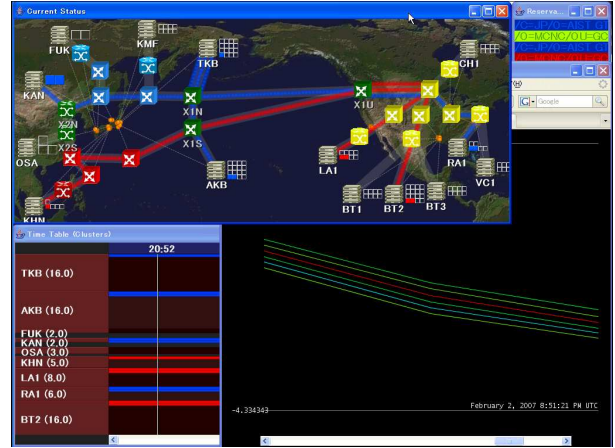 Current Status
Reserva..
/C=JP/O=AIST GI
/O=MCNC/OU=GC
/C=JP/O=AIST GI
FUK
KMF
TKB
CH1
KAN
X2N
X1N
X1U
G - Google
X2S
X1S
OSA
LA1
RA1
AKB
VC1
KHN
BT1
BT2
BT3
Time Table (Clusters)
20:52
TKB (16.0)
AKB (16.0)
FUK (2.0)
KAN (2.0)
OSA (3.0)
KHN (5.0)
LA1 (8.0)
RA1 (6.0)
BT2 (16.0)
-4.334343
February 2, 2007 8:51:21 PM UTC